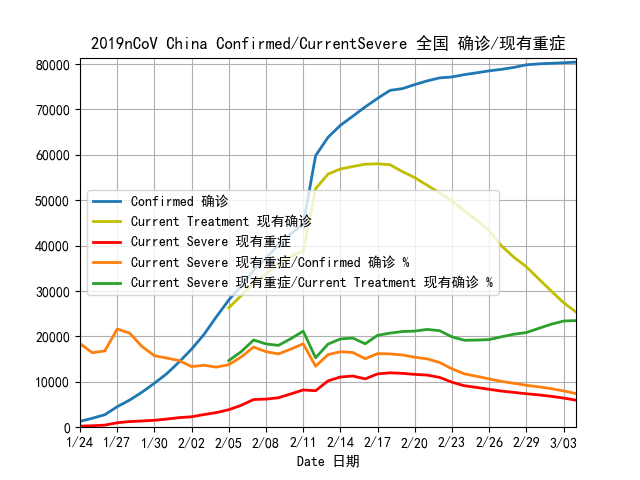 2019nCoV China Confirmed/CurrentSevere 全国 确诊/现有重症
80000
70000
60000
50000
40000
30000
20000
10000
0
Confirmed 确诊
Current Treatment 现有确诊
Current Severe 现有重症
Current Severe 现有重症/Confirmed 确诊 %
Current Severe 现有重症/Current Treatment 现有确诊 %
1/24 1/27 1/30 2/02 2/05 2/08 2/11 2/14 2/17 2/20 2/23 2/26 2/29 3/03
Date 日期